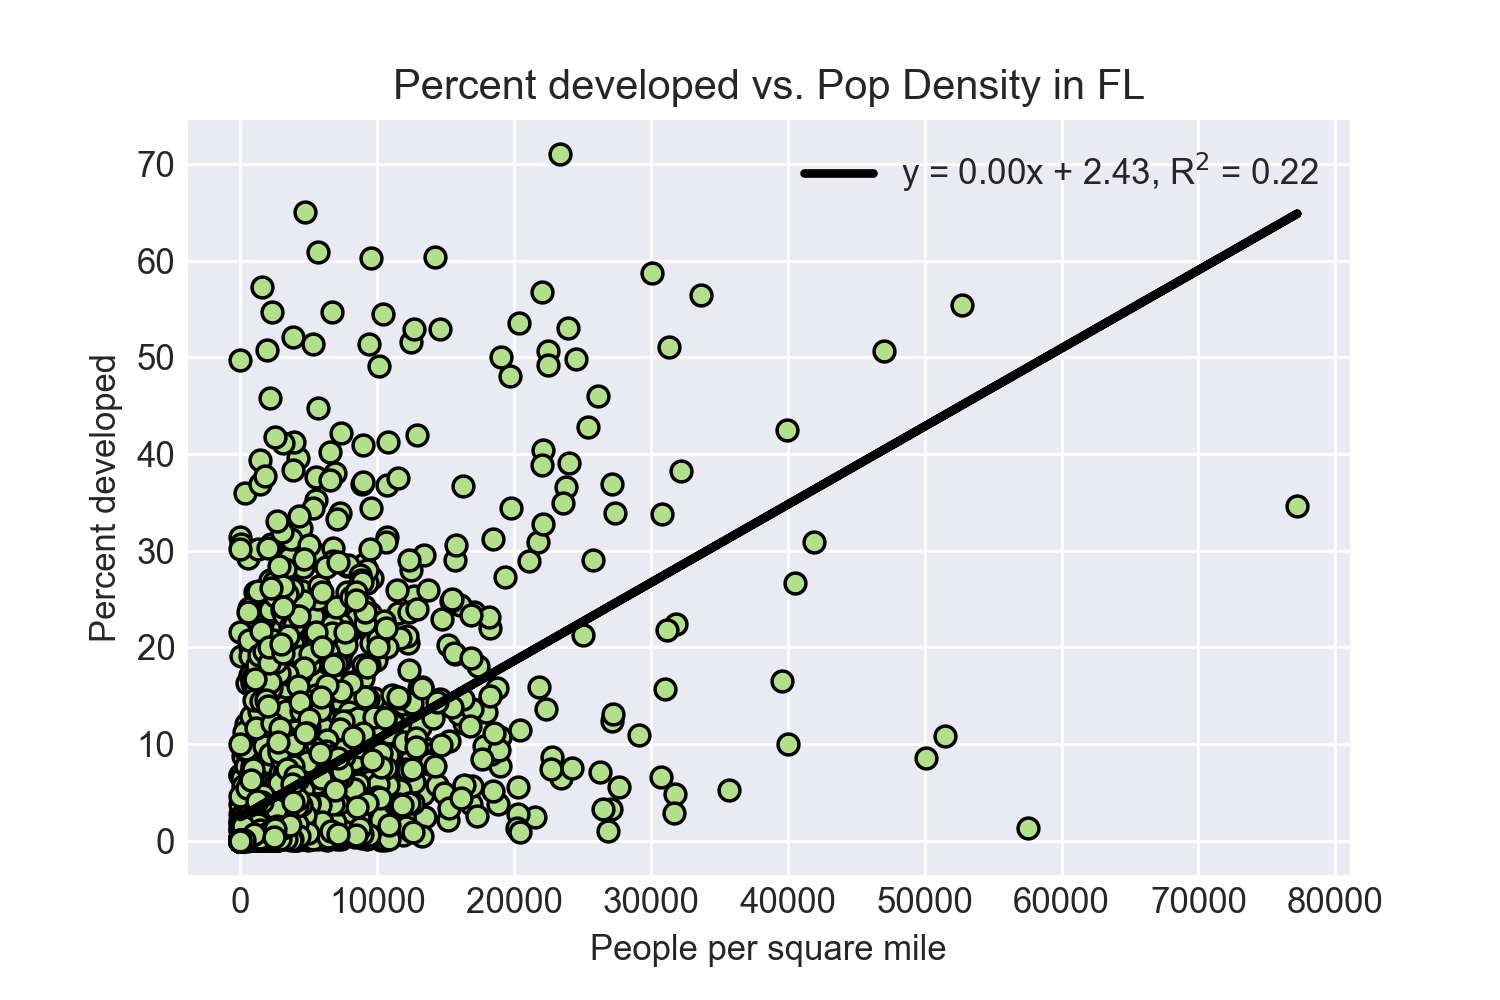 Percent developed vs. Pop Density in FL
y = 0.00x + 2.43, R² = 0.22
70
60
50
40
30
20
10
0
Percent developed
0 10000 20000 30000 40000 50000 60000 70000 80000
People per square mile